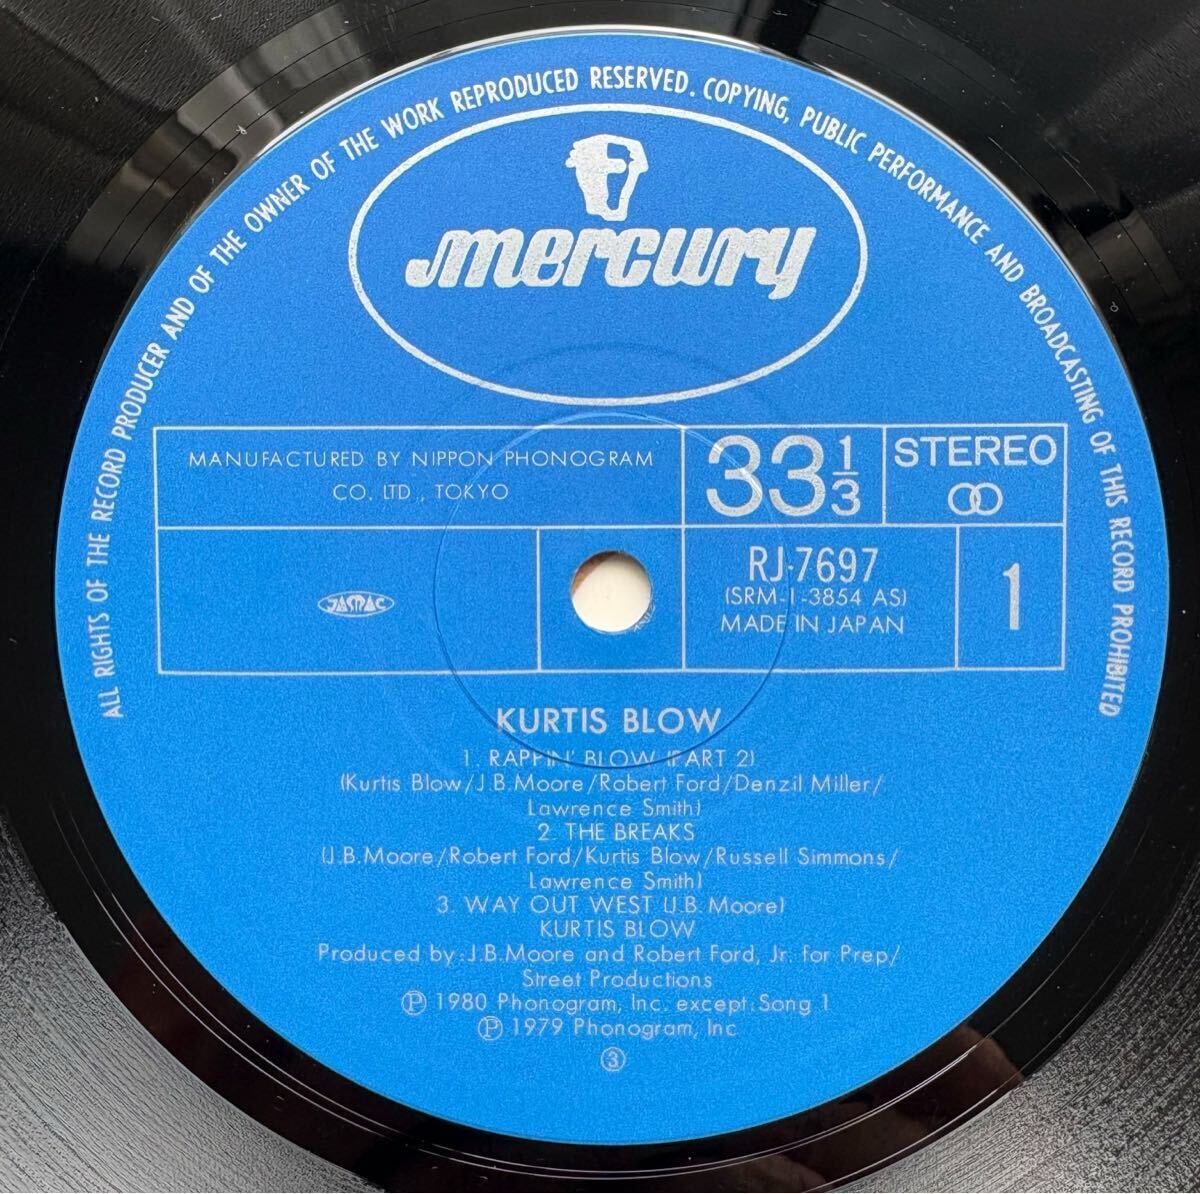 ALL RIGHTS OF THE RECORD PRODUCER AND OF THE OWNER OF THE WORK REPRODUCED RESERVED. COPYING, PUBLIC PERFORMANCE AND BROADCASTING OF THIS RECORD PROHIBITED
mercury
MANUFACTURED BY NIPPON PHONOGRAM
CO. LTD., TOKYO
33 1/3
STEREO
JASRAC
RJ-7697
(SRM-1-3854 AS)
MADE IN JAPAN
1
KURTIS BLOW
1. RAPPIN' BLOW (PART 2)
(Kurtis Blow/J.B.Moore/Robert Ford/Denzil Miller/
Lawrence Smith)
2. THE BREAKS
(J.B.Moore/Robert Ford/Kurtis Blow/Russell Simmons/
Lawrence Smith)
3. WAY OUT WEST (J.B.Moore)
KURTIS BLOW
Produced by:J.B.Moore and Robert Ford, Jr. for Prep/
Street Productions
Ⓟ 1980 Phonogram, Inc. except:Song 1
Ⓟ 1979 Phonogram, Inc
③